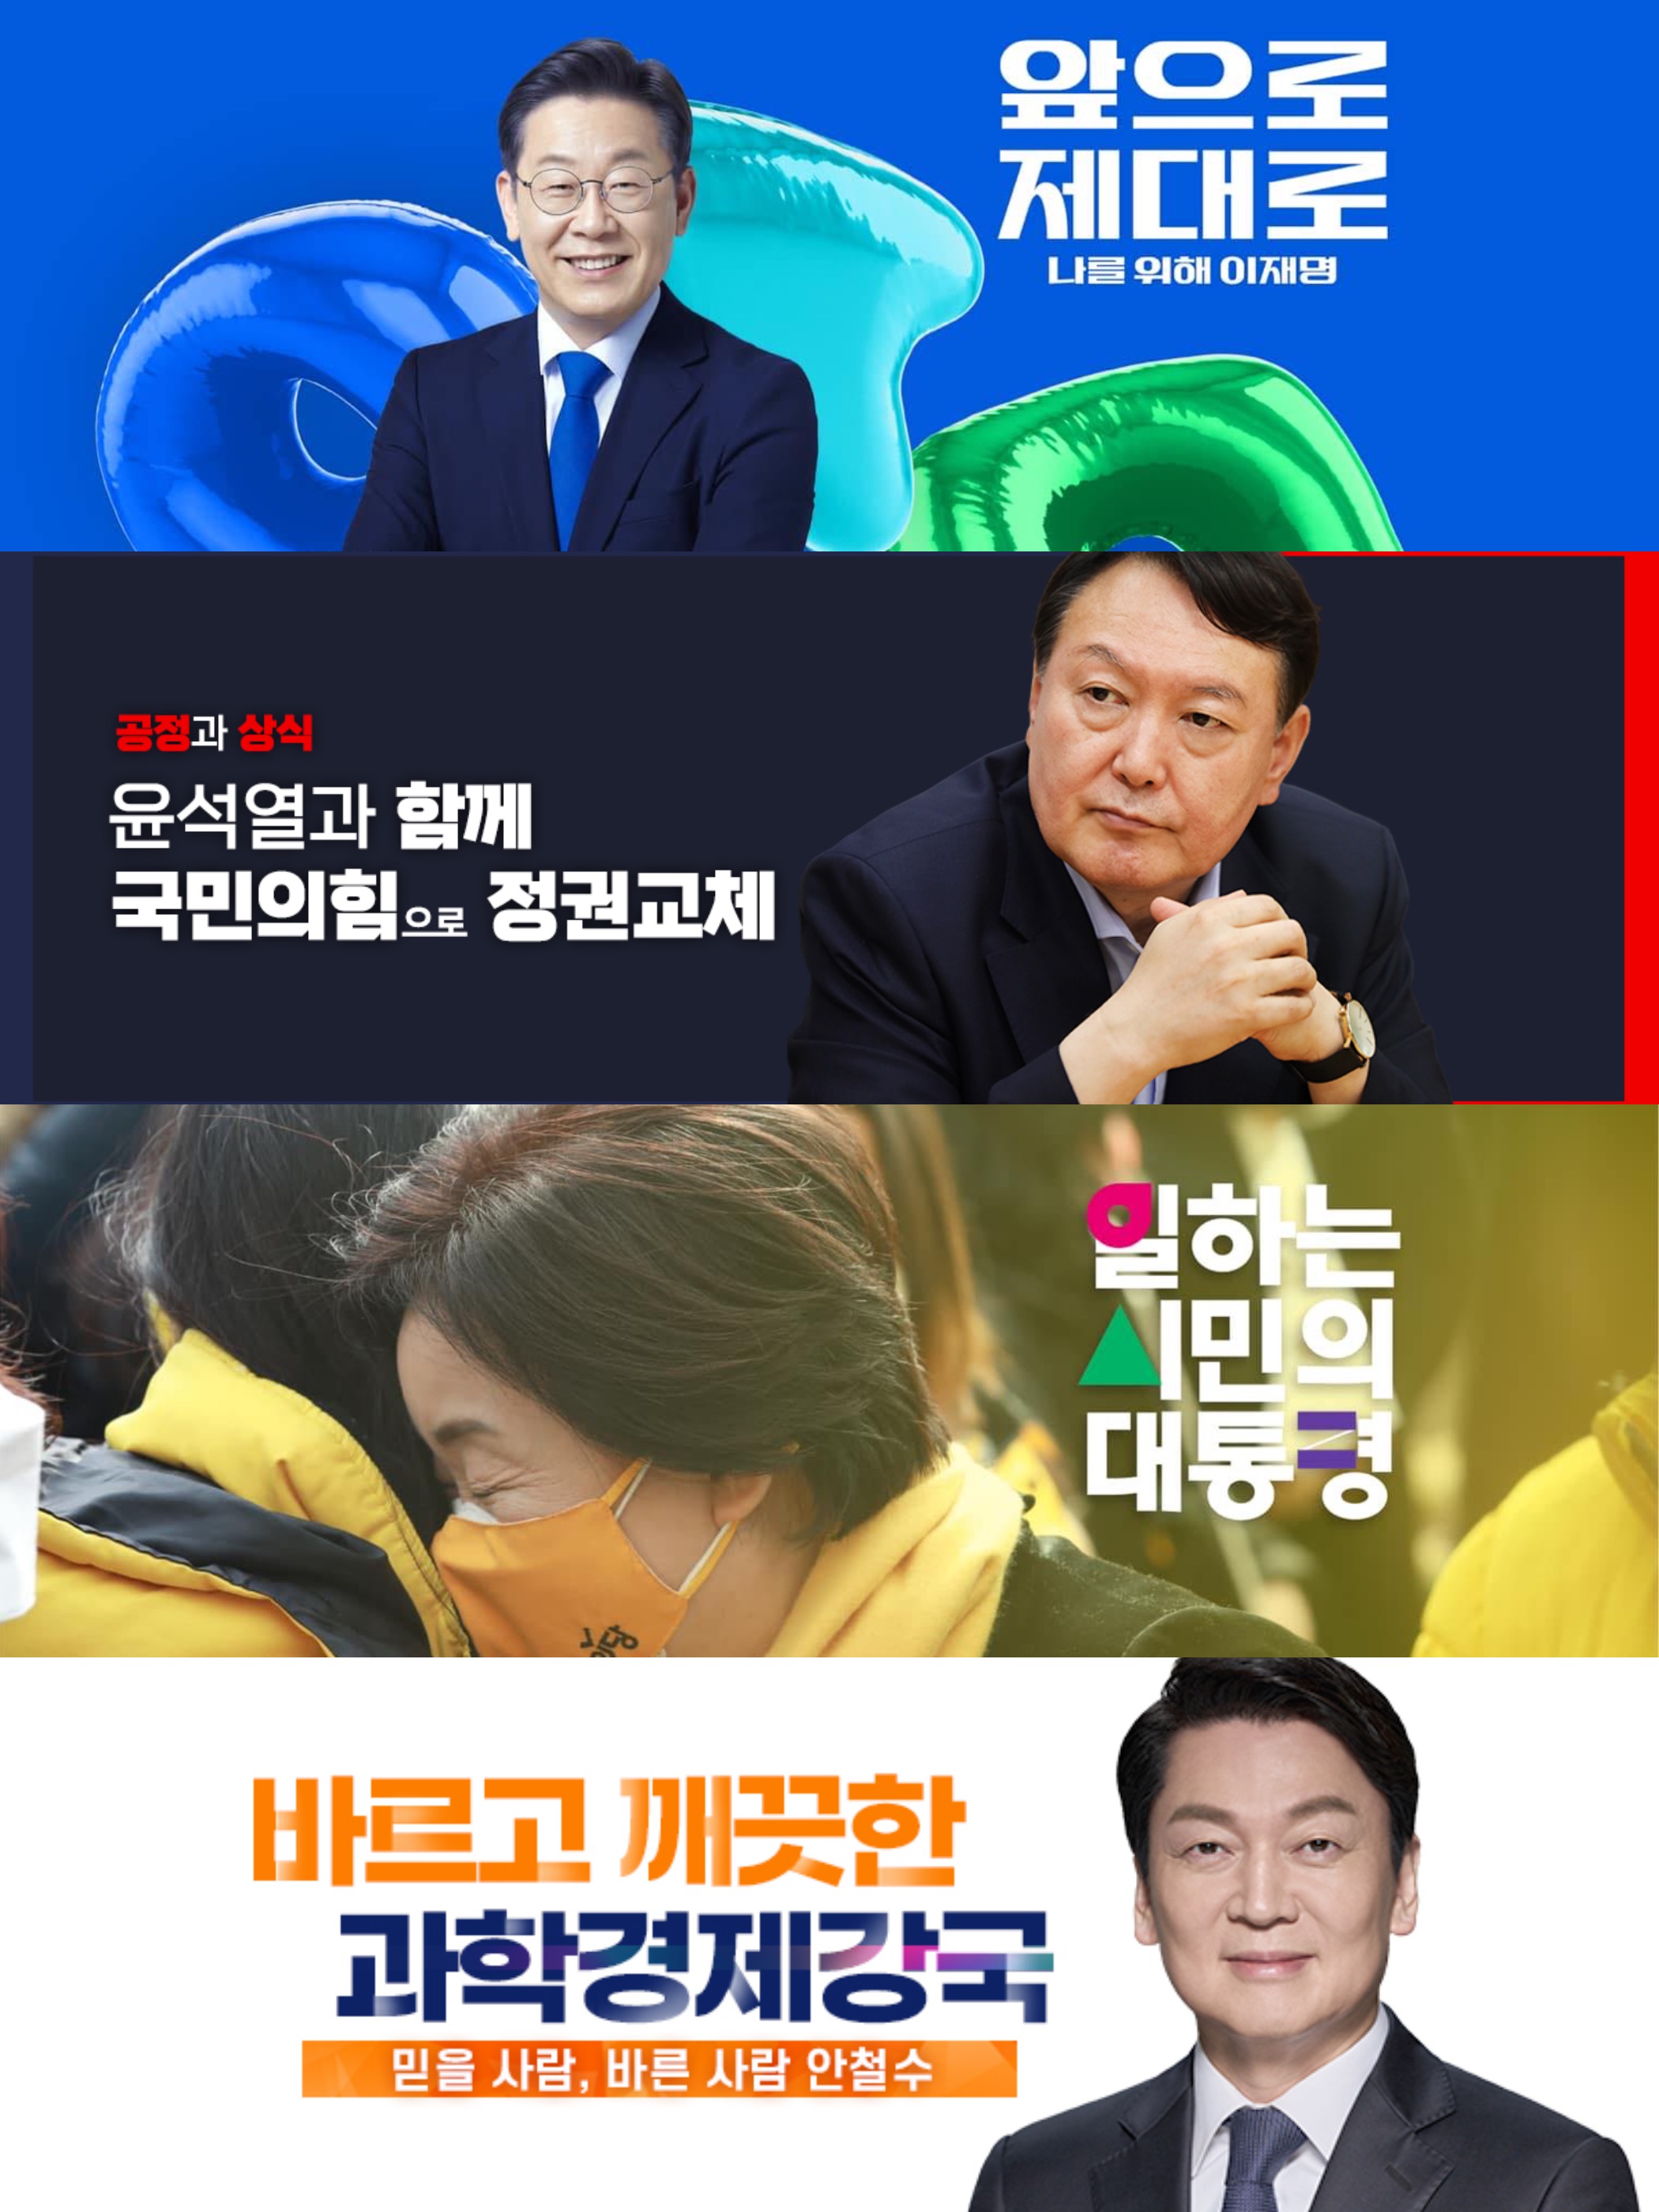 앞으로
제대로
나를 위해 이재명
공정과 상식
윤석열과 함께
국민의힘으로 정권교체
일하는
시민의
대통령
바르고 깨끗한
과학경제강국
믿을 사람, 바른 사람 안철수